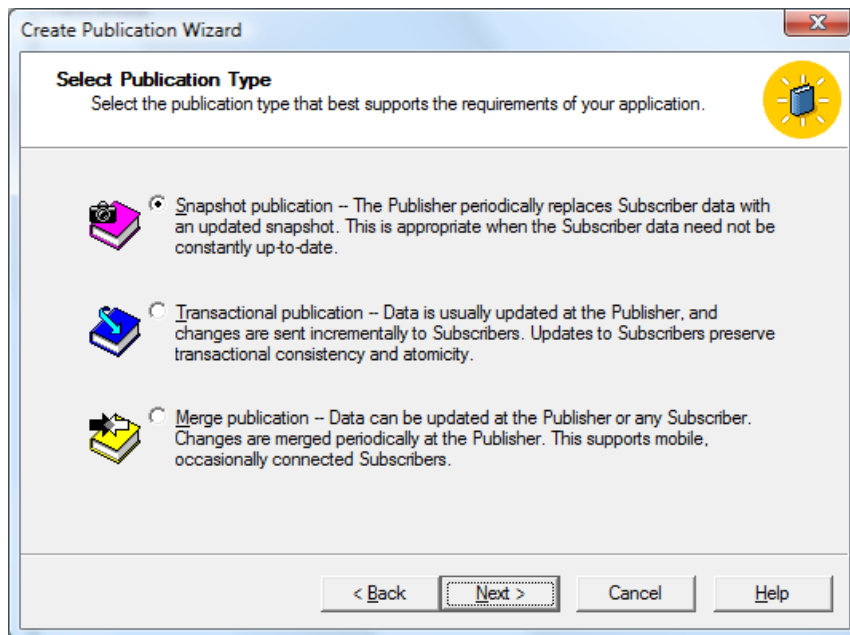 Create Publication Wizard
Select Publication Type
Select the publication type that best supports the requirements of your application.
Snapshot publication -- The Publisher periodically replaces Subscriber data with
an updated snapshot. This is appropriate when the Subscriber data need not be
constantly up-to-date.
Transactional publication -- Data is usually updated at the Publisher, and
changes are sent incrementally to Subscribers. Updates to Subscribers preserve
transactional consistency and atomicity.
Merge publication -- Data can be updated at the Publisher or any Subscriber.
Changes are merged periodically at the Publisher. This supports mobile,
occasionally connected Subscribers.
< Back Next > Cancel Help